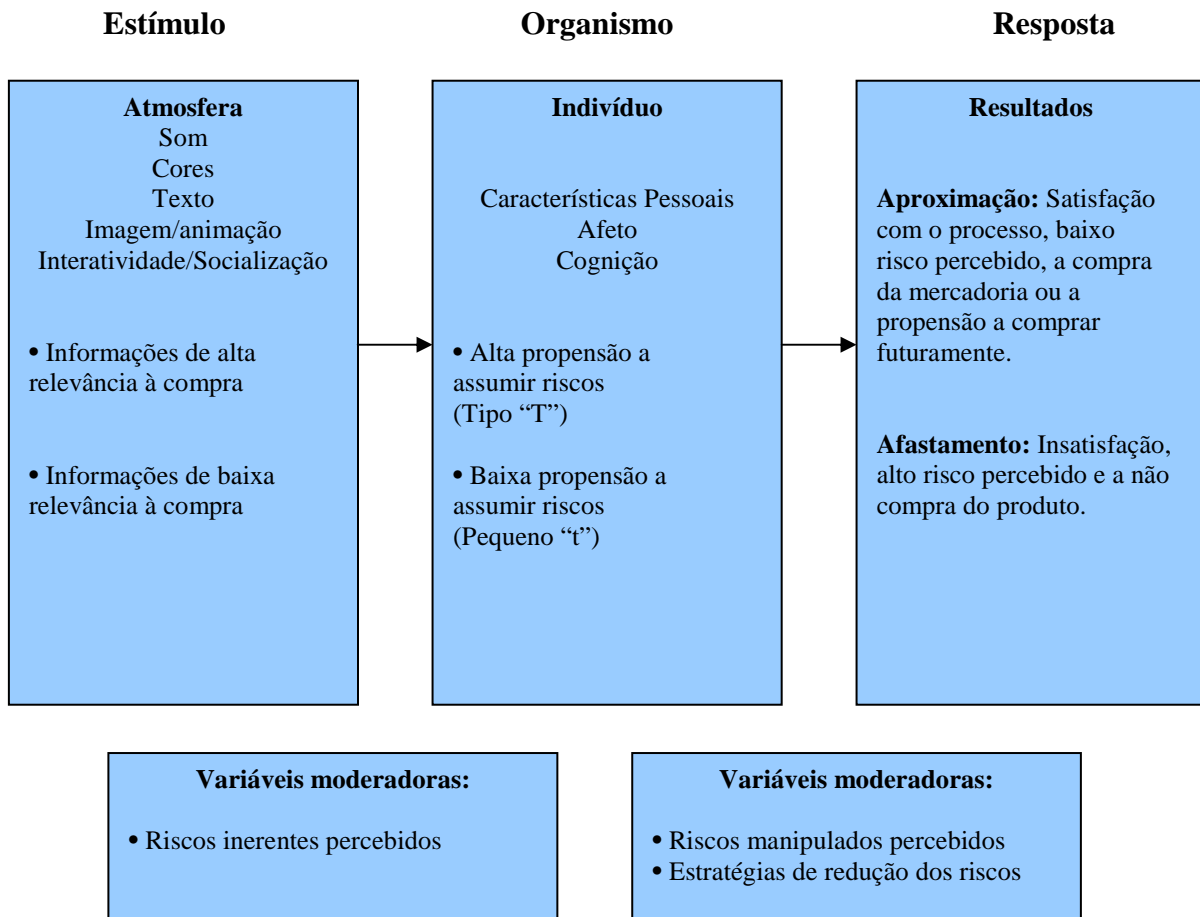 Estímulo
Organismo
Resposta
Atmosfera
Som
Cores
Texto
Imagem/animação
Interatividade/Socialização
• Informações de alta
relevância à compra
• Informações de baixa
relevância à compra
Indivíduo
Característícas Pessoais
Afeto
Cognição
• Alta propensão a
assumir riscos
(Tipo “T”)
• Baixa propensão a
assumir riscos
(Pequeno “t”)
Resultados
Aproximação: Satisfação
com o processo, baixo
risco percebido, a compra
da mercadoria ou a
propensão a comprar
futuramente.
Afastamento: Insatisfação,
alto risco percebido e a não
compra do produto.
Variáveis moderadoras:
• Riscos inerentes percebidos
Variáveis moderadoras:
• Riscos manipulados percebidos
• Estratégias de redução dos riscos